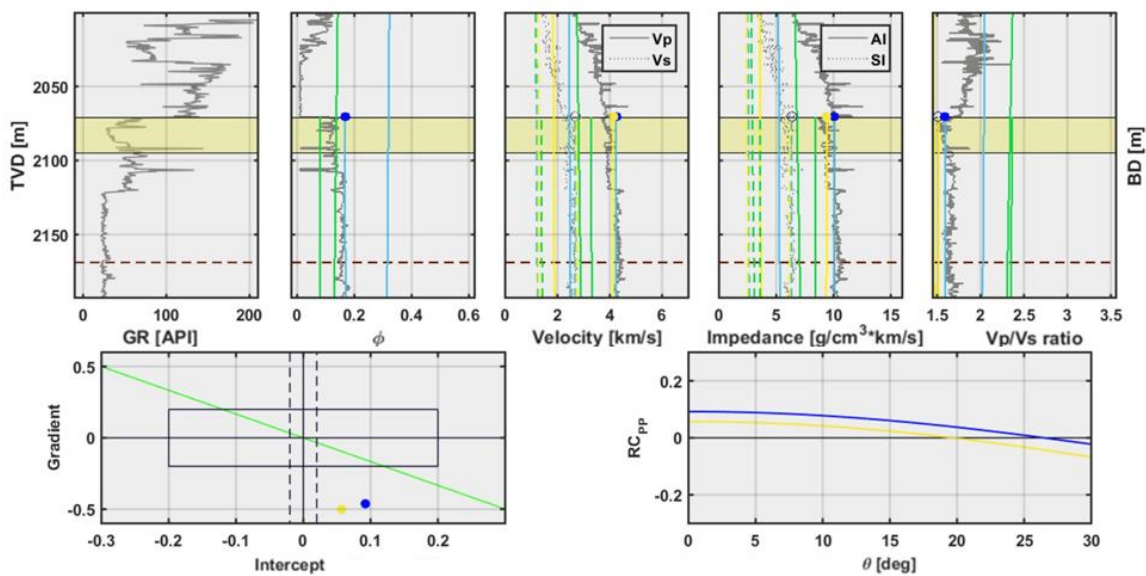 TVD [m]
2050
2100
2150
0
100
200
GR [API]
0
0.2
0.4
0.6
ϕ
Vp
Vs
0
2
4
6
Velocity [km/s]
AI
SI
0
5
10
15
Impedance [g/cm³*km/s]
1.5
2
2.5
3
3.5
Vp/Vs ratio
BD [m]
Gradient
0.5
0
-0.5
-0.3
-0.2
-0.1
0
0.1
0.2
Intercept
RC_PP
0.2
0
-0.2
0
5
10
15
20
25
30
θ [deg]